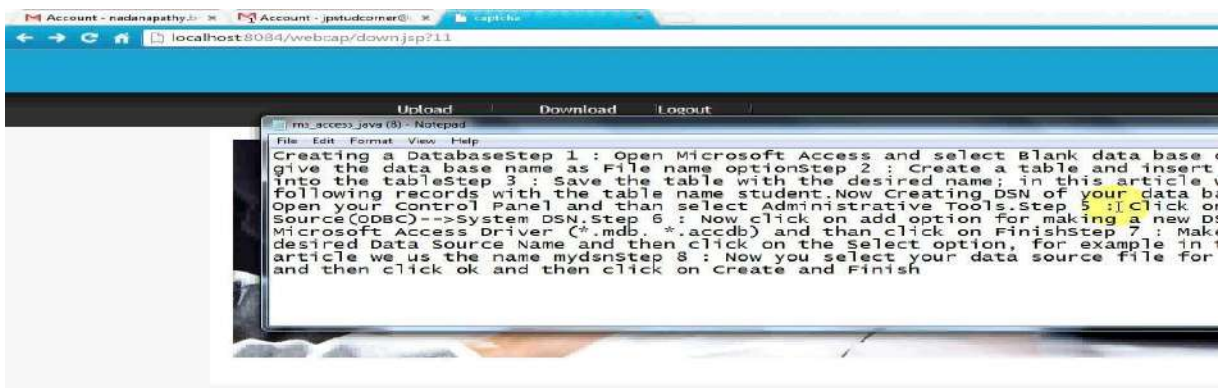 Account - nadanapathy.b
Account - jpstudcorner@
captcha
localhost:8084/webcap/down.jsp?11
Upload Download Logout
ms_access_java (8) - Notepad
File Edit Format View Help
Creating a DatabaseStep 1 : Open Microsoft Access and select Blank data base
give the data base name as File name optionStep 2 : Create a table and insert
into the tableStep 3 : Save the table with the desired name; in this article
following records with the table name student.Now Creating DSN of your data
Open your Control Panel and than select Administrative Tools.Step 5 : Click on
Source(ODBC)-->System DSN.Step 6 : Now click on add option for making a new
Microsoft Access Driver (*.mdb. *.accdb) and than click on FinishStep 7 : Make
desired Data Source Name and then click on the Select option, for example in
article we us the name mydsnStep 8 : Now you select your data source file for
and then click ok and then click on Create and Finish